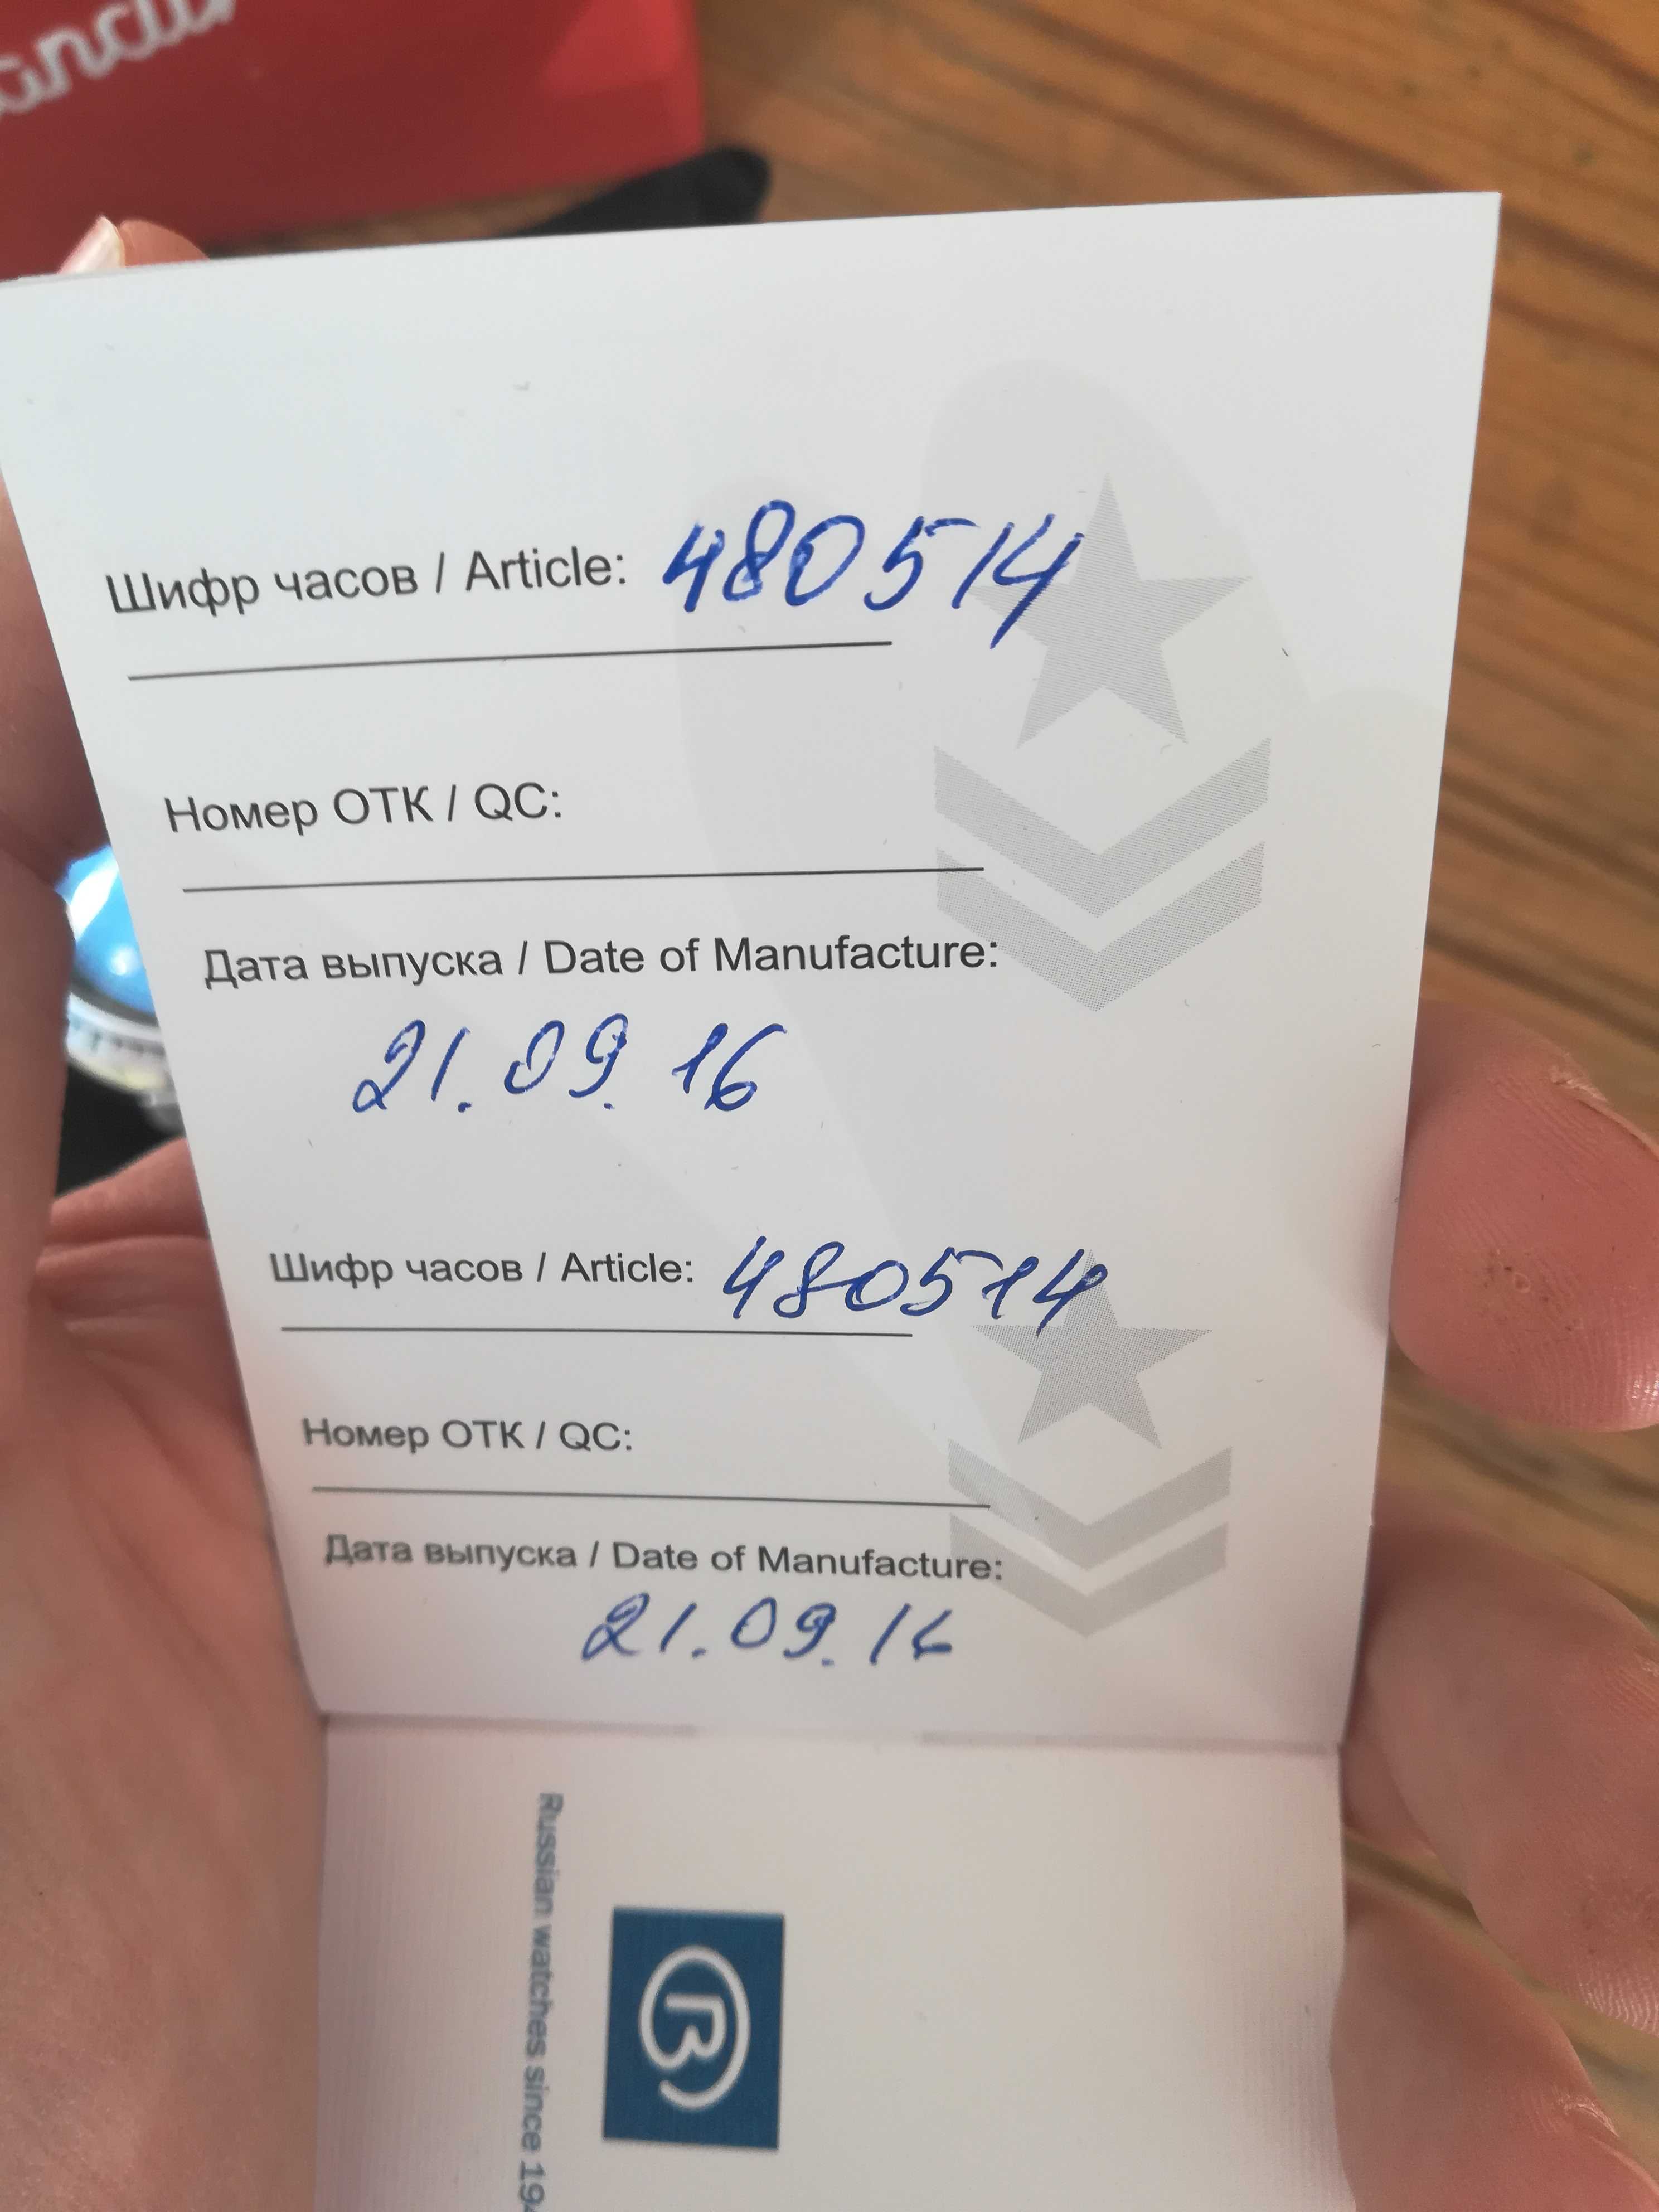 Шифр часов / Article: 480514
Номер ОТК / QC:
Дата выпуска / Date of Manufacture:
21.09.16
Шифр часов / Article: 480514
Номер ОТК / QC:
Дата выпуска / Date of Manufacture:
21.09.16
Russian watches since
B